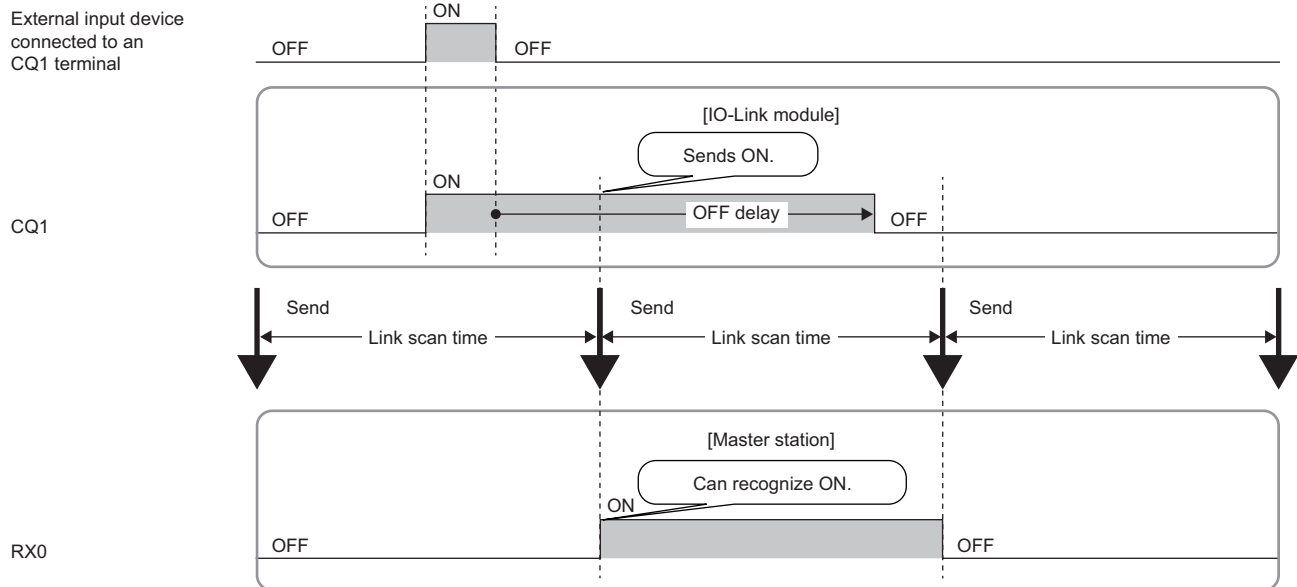 External input device
connected to an
CQ1 terminal
OFF
ON
OFF
[IO-Link module]
Sends ON.
CQ1
OFF
ON
OFF delay
OFF
Send
Link scan time
Send
Link scan time
Send
Link scan time
[Master station]
Can recognize ON.
RX0
OFF
ON
OFF